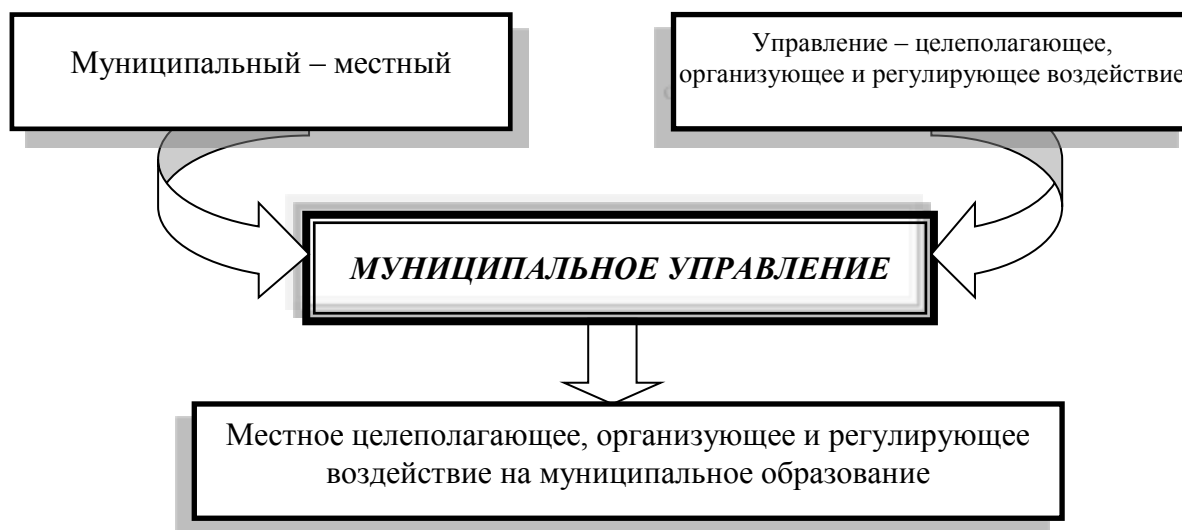 Муниципальный – местный
Управление – целеполагающее,
организующее и регулирующее воздействие
МУНИЦИПАЛЬНОЕ УПРАВЛЕНИЕ
Местное целеполагающее, организующее и регулирующее
воздействие на муниципальное образование